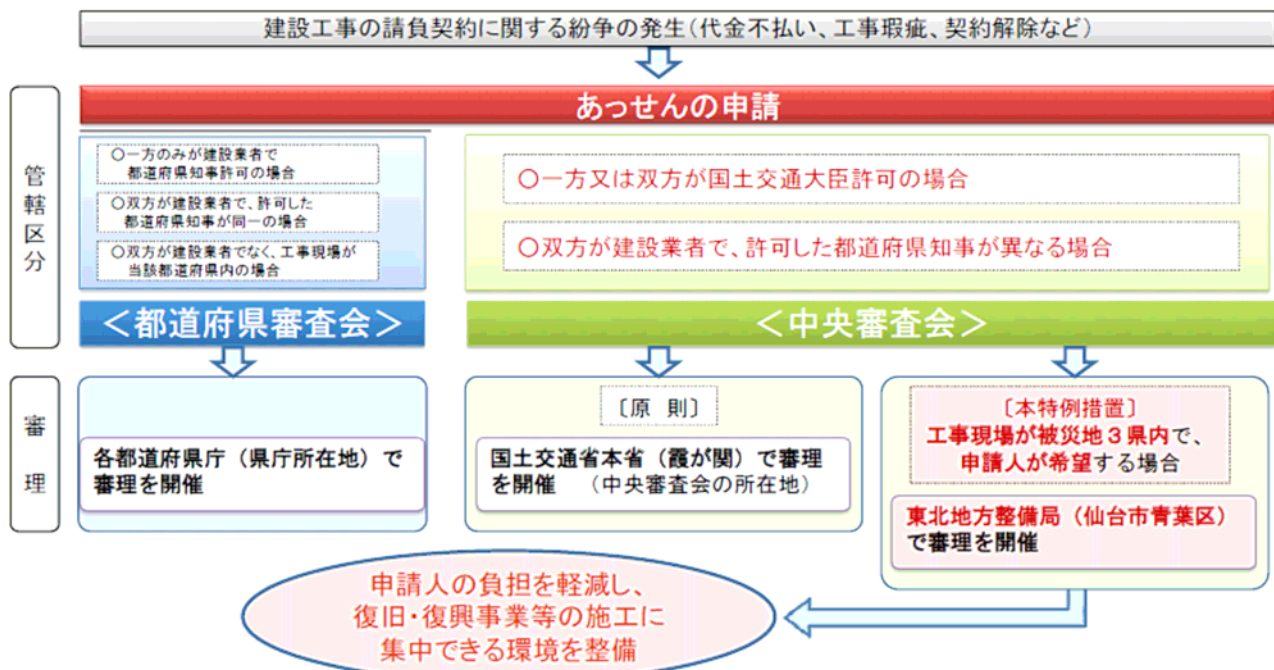 建設工事の請負契約に関する紛争の発生(代金不払い、工事瑕疵、契約解除など)
あっせんの申請
管轄区分
○一方のみが建設業者で
都道府県知事許可の場合
○双方が建設業者で、許可した
都道府県知事が同一の場合
○双方が建設業者でなく、工事現場が
当該都道府県内の場合
○一方又は双方が国土交通大臣許可の場合
○双方が建設業者で、許可した都道府県知事が異なる場合
＜都道府県審査会＞
＜中央審査会＞
審理
各都道府県庁（県庁所在地）で
審理を開催
〔原 則〕
国土交通省本省（霞が関）で審理
を開催 （中央審査会の所在地）
〔本特例措置〕
工事現場が被災地３県内で、
申請人が希望する場合
東北地方整備局（仙台市青葉区）
で審理を開催
申請人の負担を軽減し、
復旧・復興事業等の施工に
集中できる環境を整備